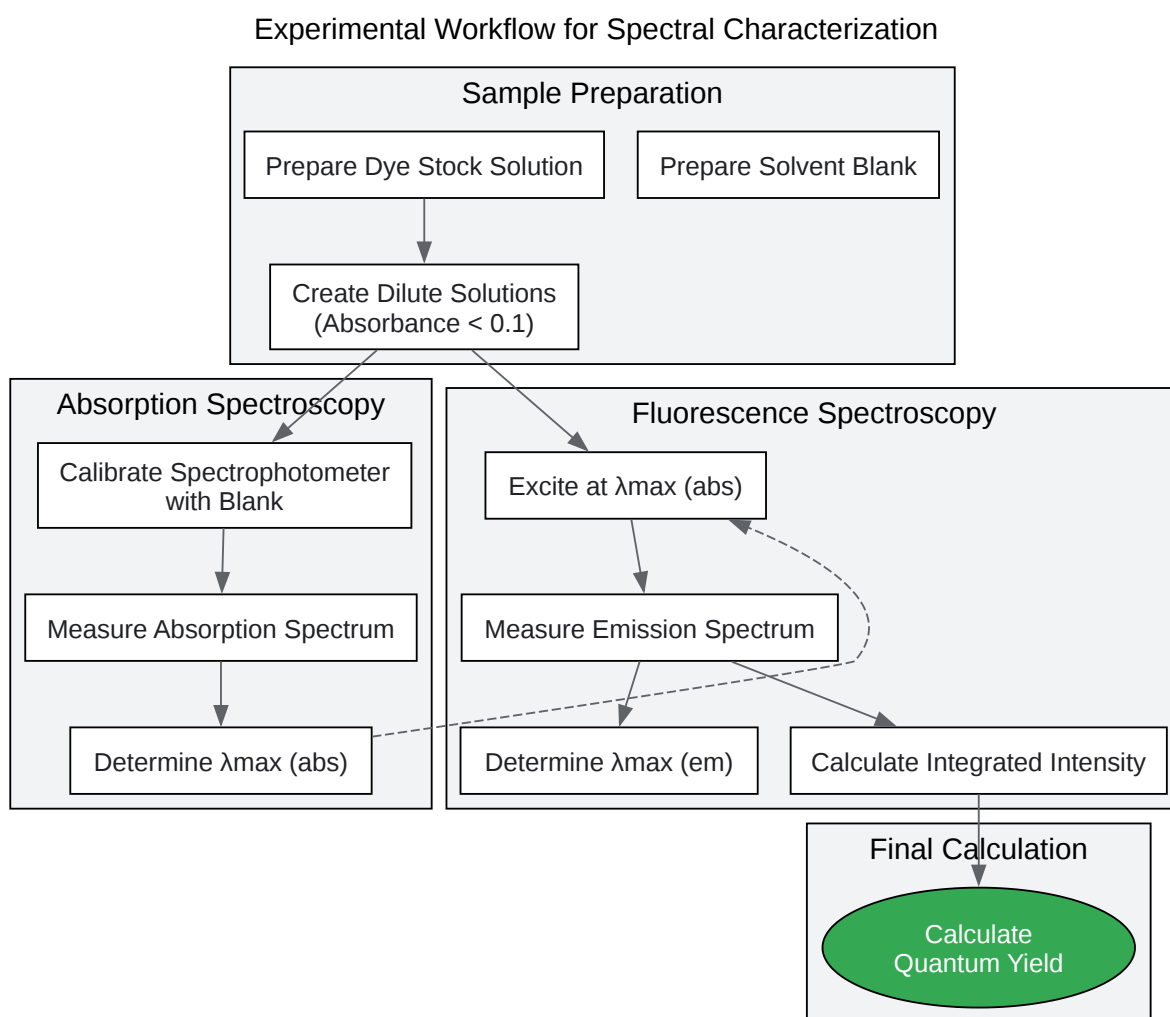 Experimental Workflow for Spectral Characterization
Sample Preparation
Prepare Dye Stock Solution
Prepare Solvent Blank
Create Dilute Solutions
(Absorbance < 0.1)
Absorption Spectroscopy
Calibrate Spectrophotometer
with Blank
Measure Absorption Spectrum
Determine λmax (abs)
Fluorescence Spectroscopy
Excite at λmax (abs)
Measure Emission Spectrum
Determine λmax (em)
Calculate Integrated Intensity
Final Calculation
Calculate
Quantum Yield